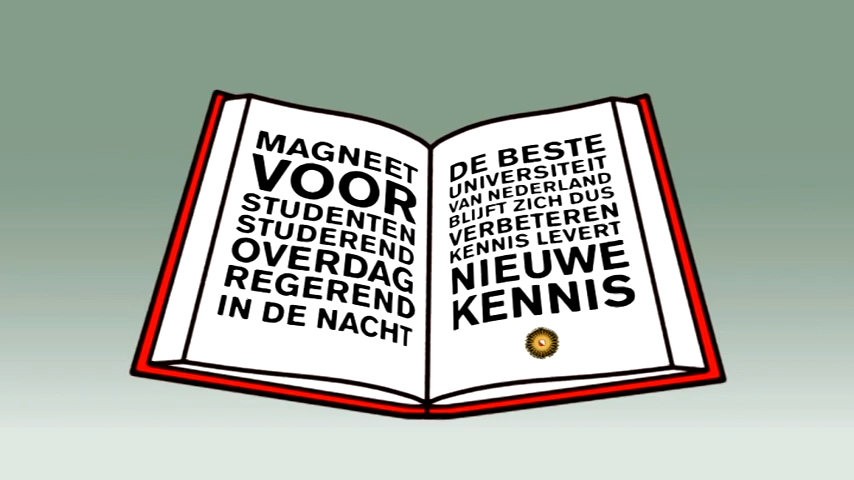 MAGNEET
VOOR
STUDENTEN
STUDEREND
OVERDAG
REGEREND
IN DE NACHT
DE BESTE
UNIVERSITEIT
VAN NEDERLAND
BLIJFT ZICH DUS
VERBETEREN
KENNIS LEVERT
NIEUWE
KENNIS